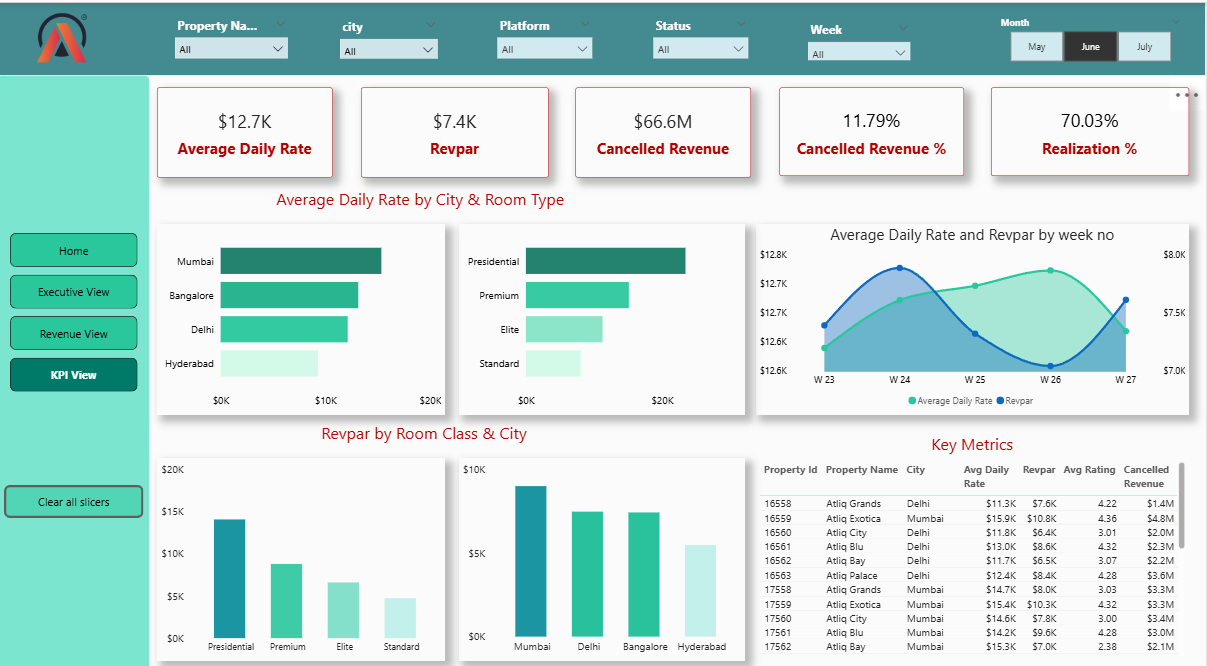 Property Na... city Platform Status Week Month
All All All All All May June July
$12.7K $7.4K $66.6M 11.79% 70.03%
Average Daily Rate Revpar Cancelled Revenue Cancelled Revenue % Realization %
Home
Executive View
Revenue View
KPI View
Clear all slicers
Average Daily Rate by City & Room Type
Mumbai
Bangalore
Delhi
Hyderabad
$0K $10K $20K
Presidential
Premium
Elite
Standard
$0K $20K
Average Daily Rate and Revpar by week no
$12.8K $8.0K
$12.7K
$12.7K $7.5K
$12.6K
$12.6K $7.0K
W 23 W 24 W 25 W 26 W 27
Average Daily Rate Revpar
Revpar by Room Class & City
$20K
$15K
$10K
$5K
$0K
Presidential Premium Elite Standard
$10K
$5K
$0K
Mumbai Delhi Bangalore Hyderabad
Key Metrics
Property Id Property Name City Avg Daily Rate Revpar Avg Rating Cancelled Revenue
16558 Atliq Grands Delhi $11.3K $7.6K 4.22 $1.4M
16559 Atliq Exotica Mumbai $15.9K $10.8K 4.36 $4.8M
16560 Atliq City Delhi $11.8K $6.4K 3.01 $2.0M
16561 Atliq Blu Delhi $13.0K $8.6K 4.32 $2.3M
16562 Atliq Bay Delhi $11.7K $6.5K 3.07 $2.2M
16563 Atliq Palace Delhi $12.4K $8.4K 4.28 $3.6M
17558 Atliq Grands Mumbai $14.7K $8.0K 3.03 $3.3M
17559 Atliq Exotica Mumbai $15.4K $10.3K 4.32 $3.3M
17560 Atliq City Mumbai $14.6K $7.8K 3.00 $3.4M
17561 Atliq Blu Mumbai $14.2K $9.6K 4.28 $3.0M
17562 Atliq Bay Mumbai $15.3K $7.0K 2.38 $2.1M